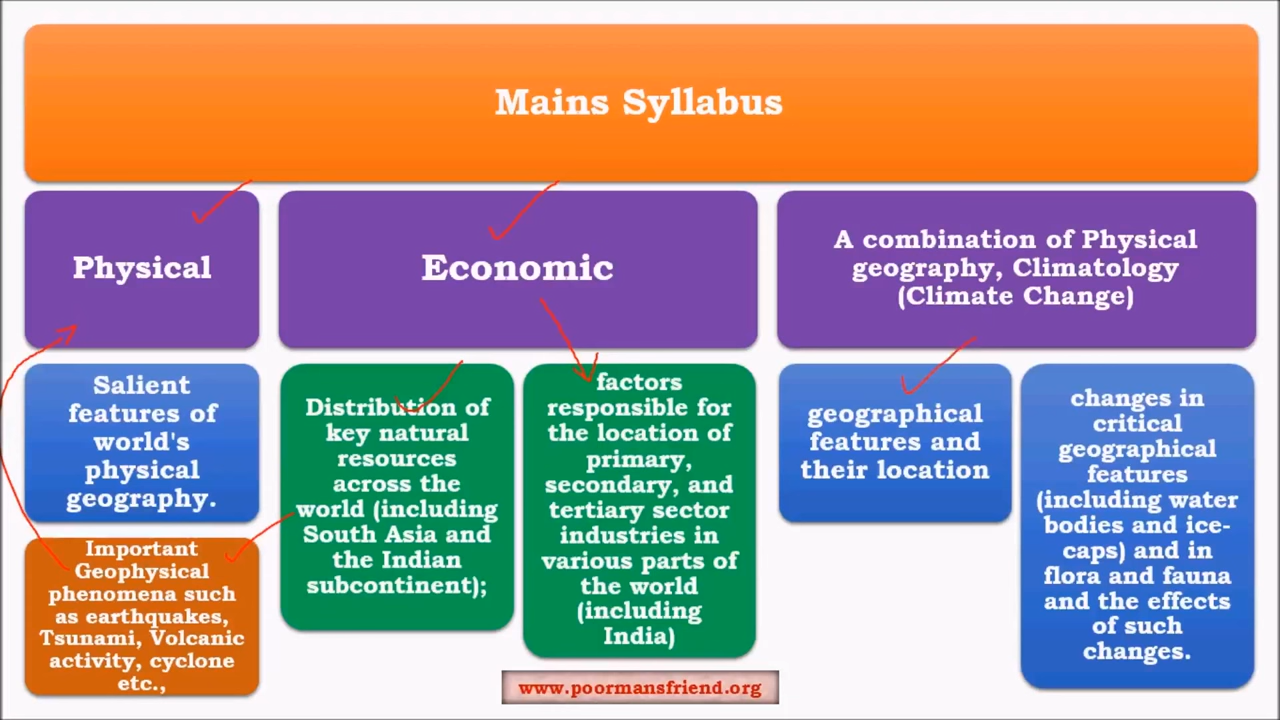 Mains Syllabus
Physical
Economic
A combination of Physical
geography, Climatology
(Climate Change)
Salient
features of
world's
physical
geography.
Important
Geophysical
phenomena such
as earthquakes,
Tsunami, Volcanic
activity, cyclone
etc.,
Distribution of
key natural
resources
across the
world (including
South Asia and
the Indian
subcontinent);
factors
responsible for
the location of
primary,
secondary, and
tertiary sector
industries in
various parts of
the world
(including
India)
geographical
features and
their location
changes in
critical
geographical
features
(including water
bodies and ice-
caps) and in
flora and fauna
and the effects
of such
changes.
www.poormansfriend.org